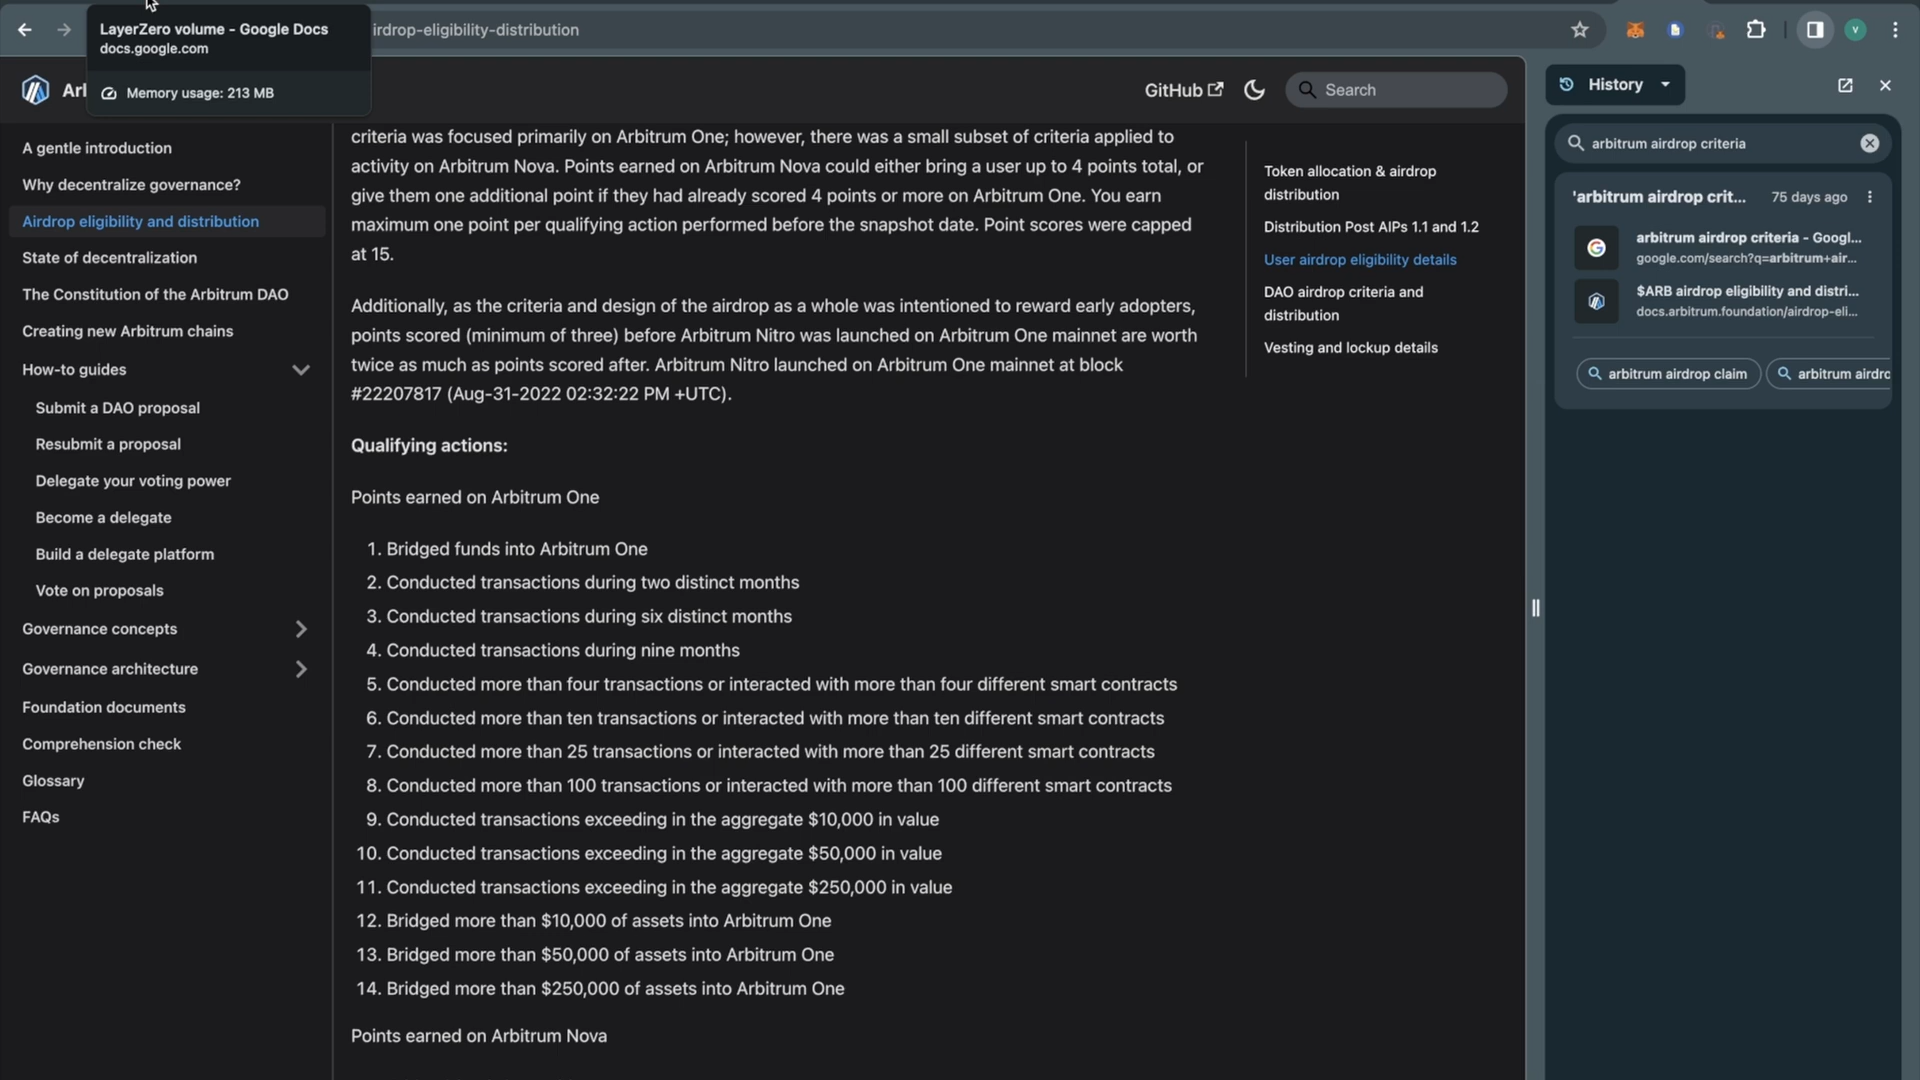 LayerZero volume - Google Docs
docs.google.com
Memory usage: 213 MB
irdrop-eligibility-distribution
V
GitHub
Search
A gentle introduction
Why decentralize governance?
Airdrop eligibility and distribution
State of decentralization
The Constitution of the Arbitrum DAO
Creating new Arbitrum chains
How-to guides
Submit a DAO proposal
Resubmit a proposal
Delegate your voting power
Become a delegate
Build a delegate platform
Vote on proposals
Governance concepts
Governance architecture
Foundation documents
Comprehension check
Glossary
FAQs
criteria was focused primarily on Arbitrum One; however, there was a small subset of criteria applied to
activity on Arbitrum Nova. Points earned on Arbitrum Nova could either bring a user up to 4 points total, or
give them one additional point if they had already scored 4 points or more on Arbitrum One. You earn
maximum one point per qualifying action performed before the snapshot date. Point scores were capped
at 15.
Additionally, as the criteria and design of the airdrop as a whole was intentioned to reward early adopters,
points scored (minimum of three) before Arbitrum Nitro was launched on Arbitrum One mainnet are worth
twice as much as points scored after. Arbitrum Nitro launched on Arbitrum One mainnet at block
#22207817 (Aug-31-2022 02:32:22 PM +UTC).
Qualifying actions:
Points earned on Arbitrum One
1. Bridged funds into Arbitrum One
2. Conducted transactions during two distinct months
3. Conducted transactions during six distinct months
4. Conducted transactions during nine months
5. Conducted more than four transactions or interacted with more than four different smart contracts
6. Conducted more than ten transactions or interacted with more than ten different smart contracts
7. Conducted more than 25 transactions or interacted with more than 25 different smart contracts
8. Conducted more than 100 transactions or interacted with more than 100 different smart contracts
9. Conducted transactions exceeding in the aggregate $10,000 in value
10. Conducted transactions exceeding in the aggregate $50,000 in value
11. Conducted transactions exceeding in the aggregate $250,000 in value
12. Bridged more than $10,000 of assets into Arbitrum One
13. Bridged more than $50,000 of assets into Arbitrum One
14. Bridged more than $250,000 of assets into Arbitrum One
Points earned on Arbitrum Nova
Token allocation & airdrop
distribution
Distribution Post AIPs 1.1 and 1.2
User airdrop eligibility details
DAO airdrop criteria and
distribution
Vesting and lockup details
History
arbitrum airdrop criteria
'arbitrum airdrop crit... 75 days ago
arbitrum airdrop criteria - Googl...
google.com/search?q=arbitrum+air...
$ARB airdrop eligibility and distri...
docs.arbitrum.foundation/airdrop-eli...
arbitrum airdrop claim
arbitrum airdro